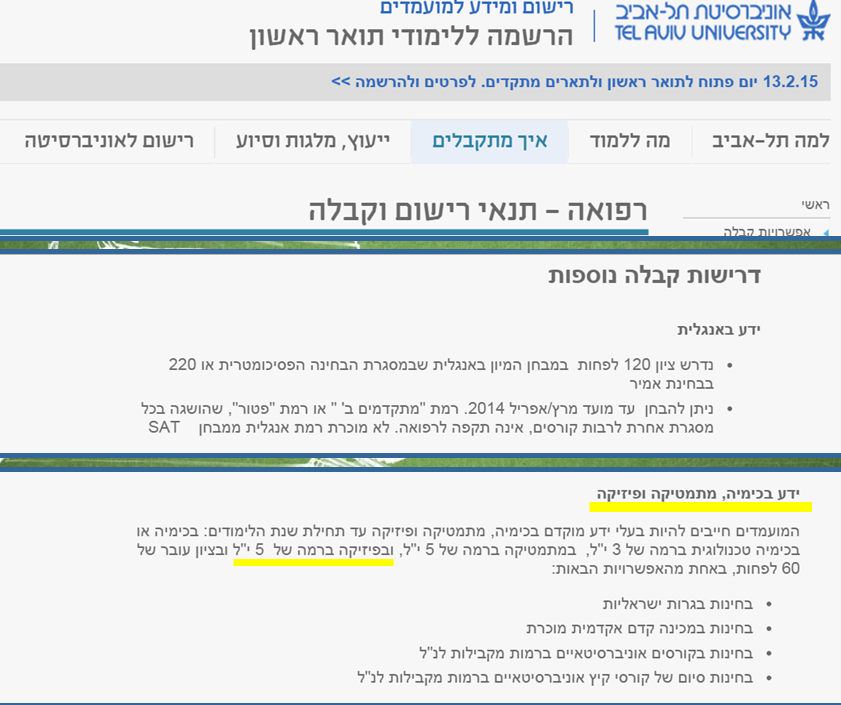 אוניברסיטת תל-אביב
TEL AVIV UNIVERSITY
רישום ומידע למועמדים
הרשמה ללימודי תואר ראשון
13.2.15 יום פתוח לתואר ראשון ולתארים מתקדים. לפרטים ולהרשמה >>
למה תל-אביב
מה ללמוד
איך מתקבלים
ייעוץ, מלגות וסיוע
רישום לאוניברסיטה
ראשי
אפשרויות קבלה
רפואה - תנאי רישום וקבלה
דרישות קבלה נוספות
ידע באנגלית
• נדרש ציון 120 לפחות במבחן המיון באנגלית שבמסגרת הבחינה הפסיכומטרית או 220
בבחינת אמיר
• ניתן להבחן עד מועד מרץ/אפריל 2014. רמת "מתקדמים ב' " או רמת "פטור", שהושגה בכל
מסגרת אחרת לרבות קורסים, אינה תקפה לרפואה. לא מוכרת רמת אנגלית ממבחן SAT
ידע בכימיה, מתמטיקה ופיזיקה
המועמדים חייבים להיות בעלי ידע מוקדם בכימיה, מתמטיקה ופיזיקה עד תחילת שנת הלימודים: בכימיה או
בכימיה טכנולוגית ברמה של 3 י"ל, במתמטיקה ברמה של 5 י"ל, ובפיזיקה ברמה של 5 י"ל ובציון עובר של
60 לפחות, באחת מהאפשרויות הבאות:
• בחינות בגרות ישראליות
• בחינות במכינה קדם אקדמית מוכרת
• בחינות בקורסים אוניברסיטאיים ברמות מקבילות לנ"ל
• בחינות סיום של קורסי קיץ אוניברסיטאיים ברמות מקבילות לנ"ל